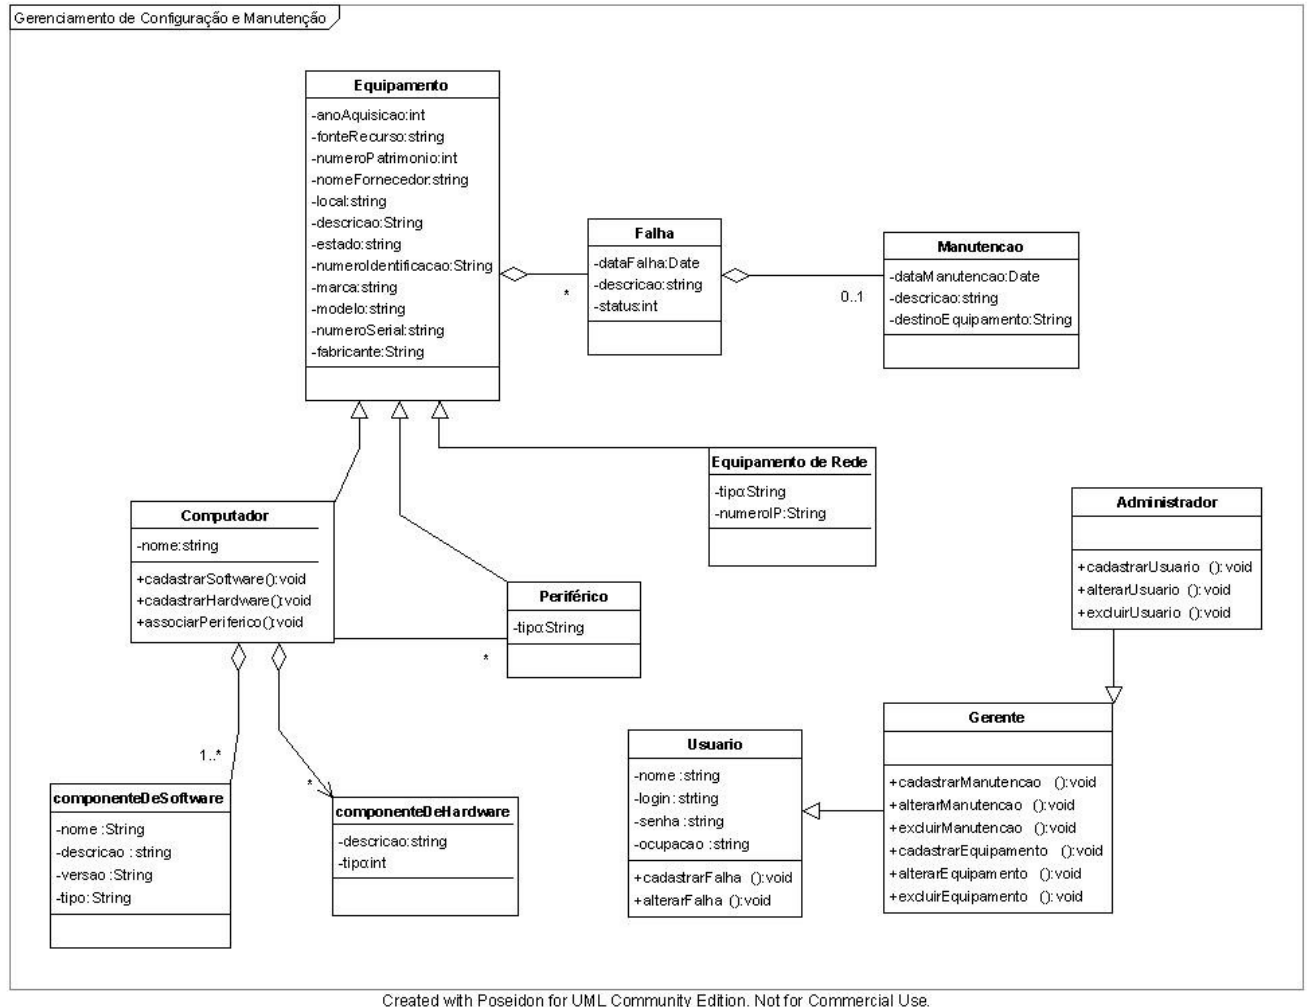 Gerenciamento de Configuração e Manutenção
Equipamento
-anoAquisicao:int
-fonteRecurso:string
-numeroPatrimonio:int
-nomeFornecedor:string
-local:string
-descricao:String
-estado:string
-numeroIdentificacao:String
-marca:string
-modelo:string
-numeroSerial:string
-fabricante:String
*
Falha
-dataFalha:Date
-descricao:string
-status:int
0..1
Manutencao
-dataManutencao:Date
-descricao:string
-destinoEquipamento:String
Equipamento de Rede
-tipo:String
-numeroIP:String
Computador
-nome:string
+cadastrarSoftware():void
+cadastrarHardware():void
+associarPeriferico():void
*
Periférico
-tipo:String
Administrador
+cadastrarUsuario ():void
+alterarUsuario ():void
+excluirUsuario ():void
1..*
*
componenteDeSoftware
-nome :String
-descricao : string
-versao : String
-tipo: String
componenteDeHardware
-descricao:string
-tipo:int
Usuario
-nome :string
-login: strting
-senha :string
-ocupacao :string
+cadastrarFalha ():void
+alterarFalha ():void
Gerente
+cadastrarManutencao ():void
+alterarManutencao ():void
+excluirManutencao ():void
+cadastrarEquipamento ():void
+alterarEquipamento ():void
+excluirEquipamento ():void
Created with Poseidon for UML Community Edition. Not for Commercial Use.